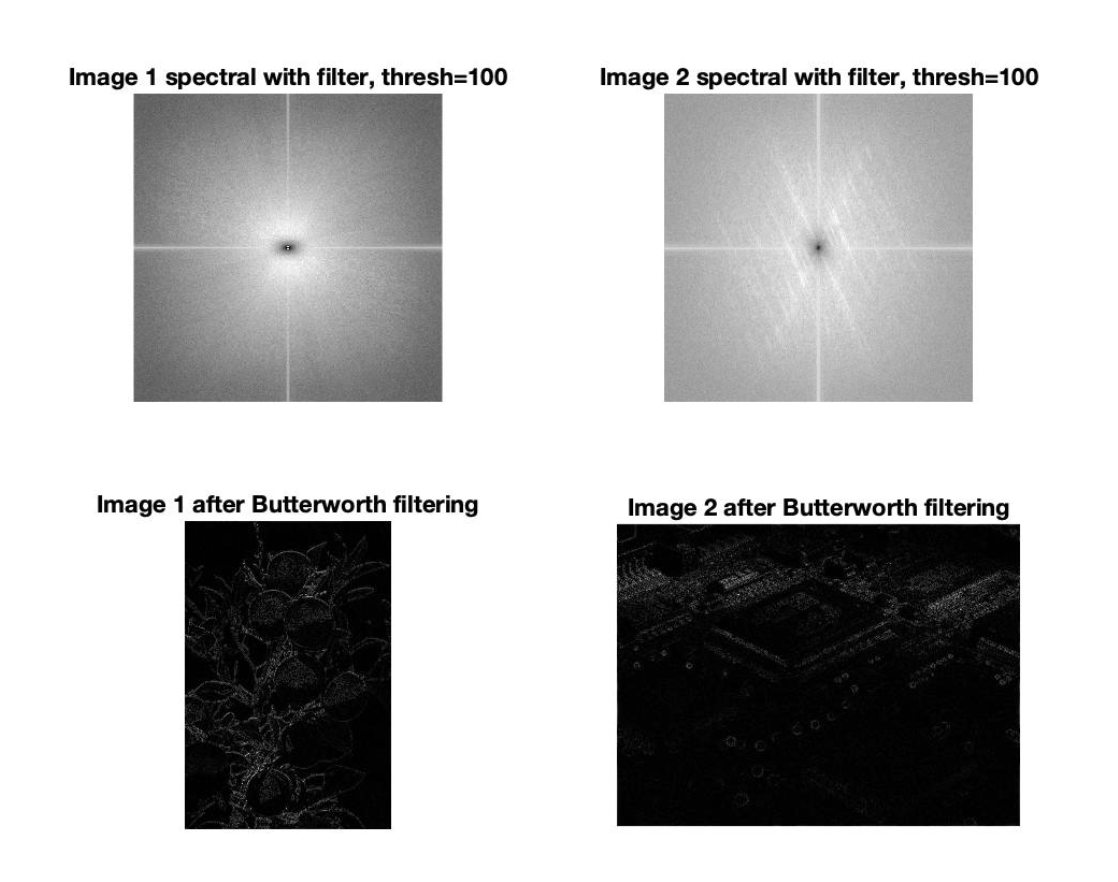 Image 1 spectral with filter, thresh=100
Image 2 spectral with filter, thresh=100
Image 1 after Butterworth filtering
Image 2 after Butterworth filtering